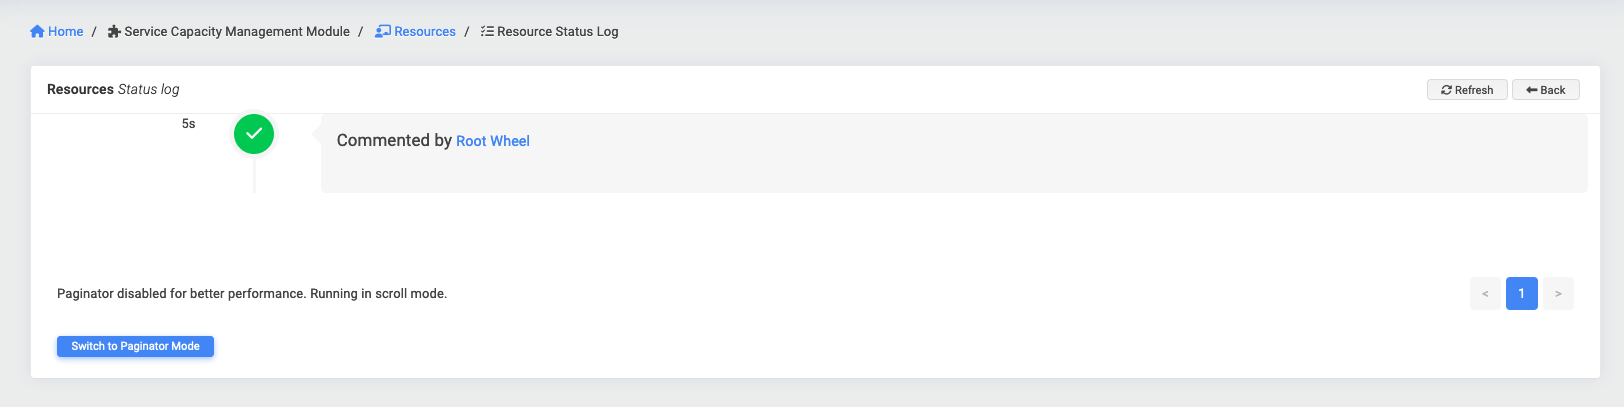 Home / Service Capacity Management Module / Resources / Resource Status Log
Resources Status log
Refresh
Back
5s
Commented by Root Wheel
Paginator disabled for better performance. Running in scroll mode.
< 1 >
Switch to Paginator Mode